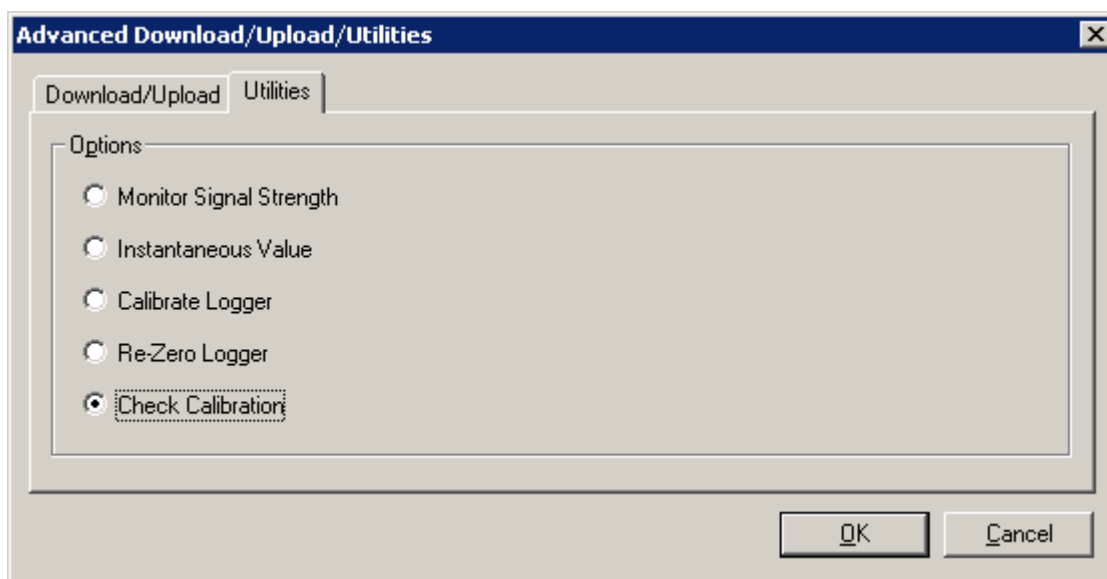 Advanced Download/Upload/Utilities
Download/Upload Utilities
Options
Monitor Signal Strength
Instantaneous Value
Calibrate Logger
Re-Zero Logger
Check Calibration
OK Cancel